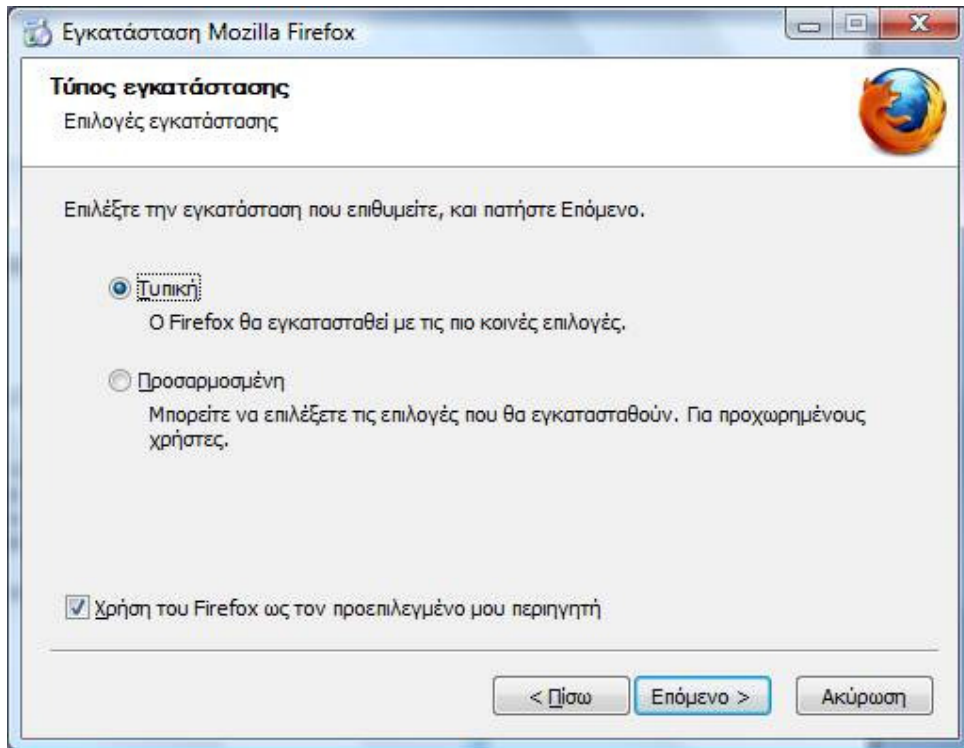 Εγκατάσταση Mozilla Firefox
Τύπος εγκατάστασης
Επιλογές εγκατάστασης
Επιλέξτε την εγκατάσταση που επιθυμείτε, και πατήστε Επόμενο.
Τυπική
Ο Firefox θα εγκατασταθεί με τις πιο κοινές επιλογές.
Προσαρμοσμένη
Μπορείτε να επιλέξετε τις επιλογές που θα εγκατασταθούν. Για προχωρημένους
χρήστες.
Χρήση του Firefox ως τον προεπιλεγμένο μου περιηγητή
< Πίσω Επόμενο > Ακύρωση